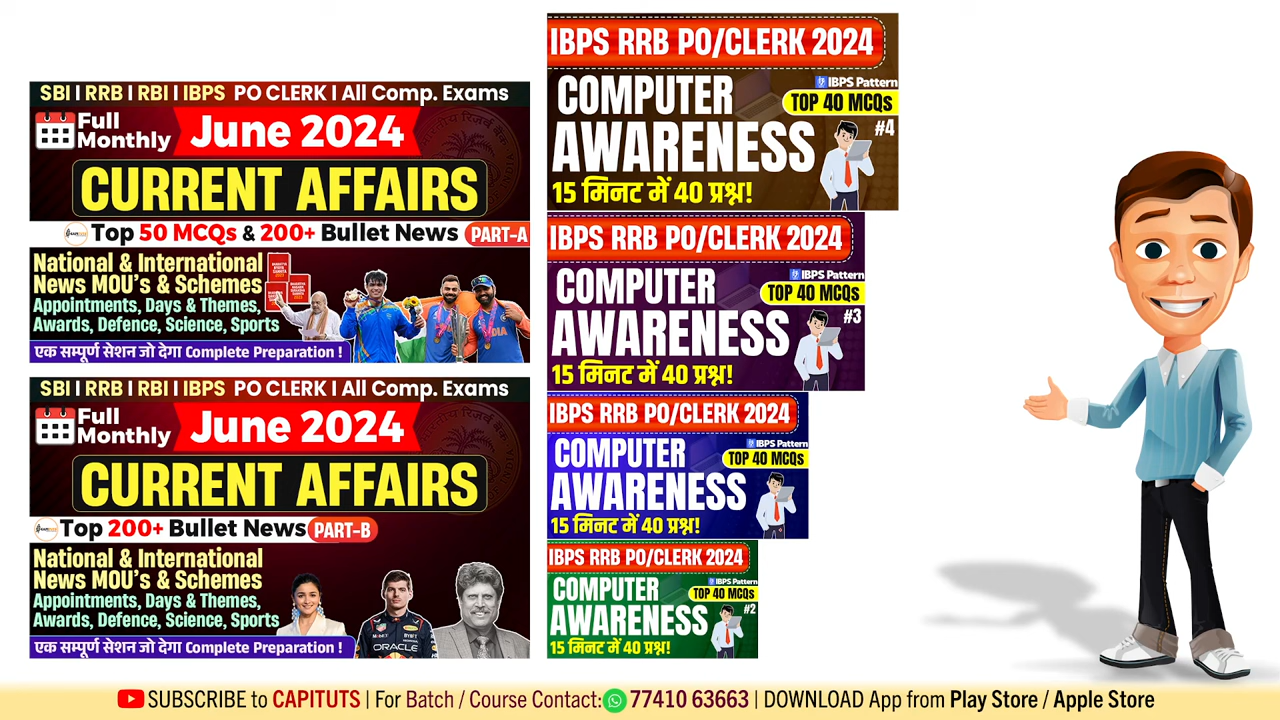 SBI I RRB I RBI I IBPS PO CLERK I All Comp. Exams
Full Monthly June 2024
CURRENT AFFAIRS
Top 50 MCQs & 200+ Bullet News PART-A
National & International
News MOU's & Schemes
Appointments, Days & Themes,
Awards, Defence, Science, Sports
एक सम्पूर्ण सेशन जो देगा Complete Preparation !
SBI I RRB I RBI I IBPS PO CLERK I All Comp. Exams
Full Monthly June 2024
CURRENT AFFAIRS
Top 200+ Bullet News PART-B
National & International
News MOU's & Schemes
Appointments, Days & Themes,
Awards, Defence, Science, Sports
ORACLE
एक सम्पूर्ण सेशन जो देगा Complete Preparation !
IBPS RRB PO/CLERK 2024
IBPS Pattern
COMPUTER
TOP 40 MCQs
AWARENESS
#4
15 मिनट में 40 प्रश्न!
IBPS RRB PO/CLERK 2024
IBPS Pattern
COMPUTER
TOP 40 MCQs
AWARENESS
#3
15 मिनट में 40 प्रश्न!
IBPS RRB PO/CLERK 2024
IBPS Pattern
COMPUTER
TOP 40 MCQs
AWARENESS
15 मिनट में 40 प्रश्न!
IBPS RRB PO/CLERK 2024
IBPS Pattern
COMPUTER
TOP 40 MCQs
AWARENESS
#2
15 मिनट में 40 प्रश्न!
SUBSCRIBE to CAPITUTS | For Batch / Course Contact: 77410 63663 | DOWNLOAD App from Play Store / Apple Store